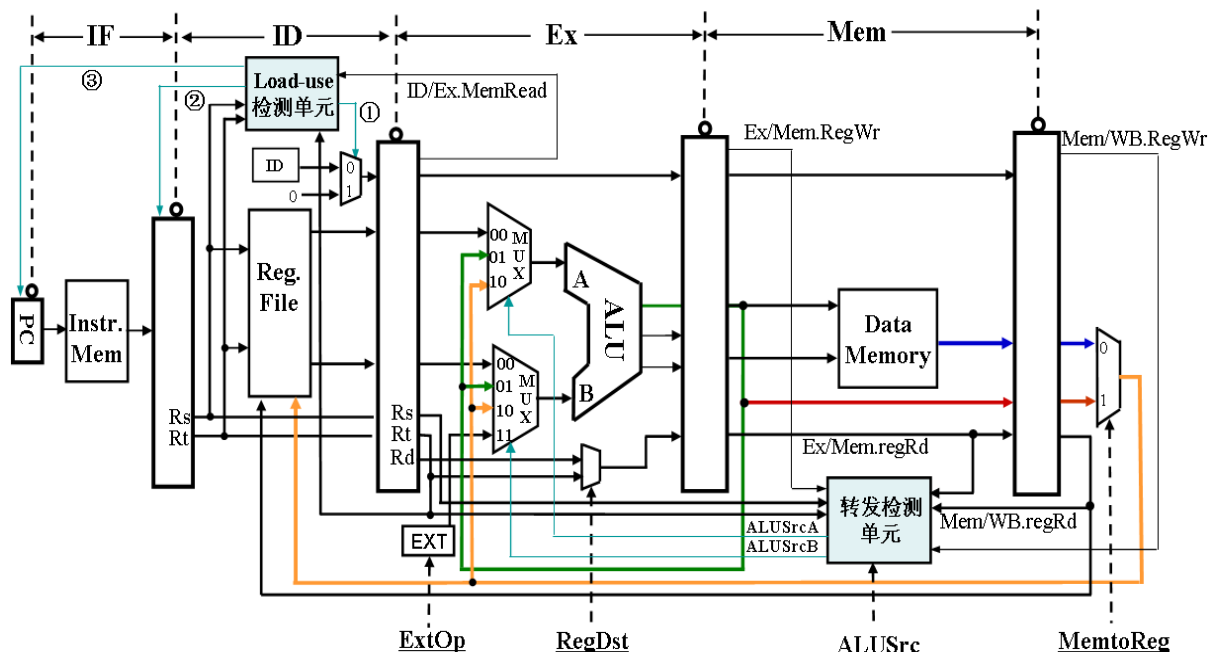 IF
ID
Ex
Mem
③
②
①
Load-use
检测单元
ID/Ex.MemRead
Ex/Mem.RegWr
Mem/WB.RegWr
ID
0
0
1
PC
Instr.
Mem
Reg.
File
Rs
Rt
Rs
Rt
Rd
00
01
10
MUX
00
01
10
11
MUX
A
B
ALU
Data
Memory
0
1
Ex/Mem.regRd
Mem/WB.regRd
转发检测
单元
ALUSrcA
ALUSrcB
EXT
ExtOp
RegDst
ALUSrc
MemtoReg